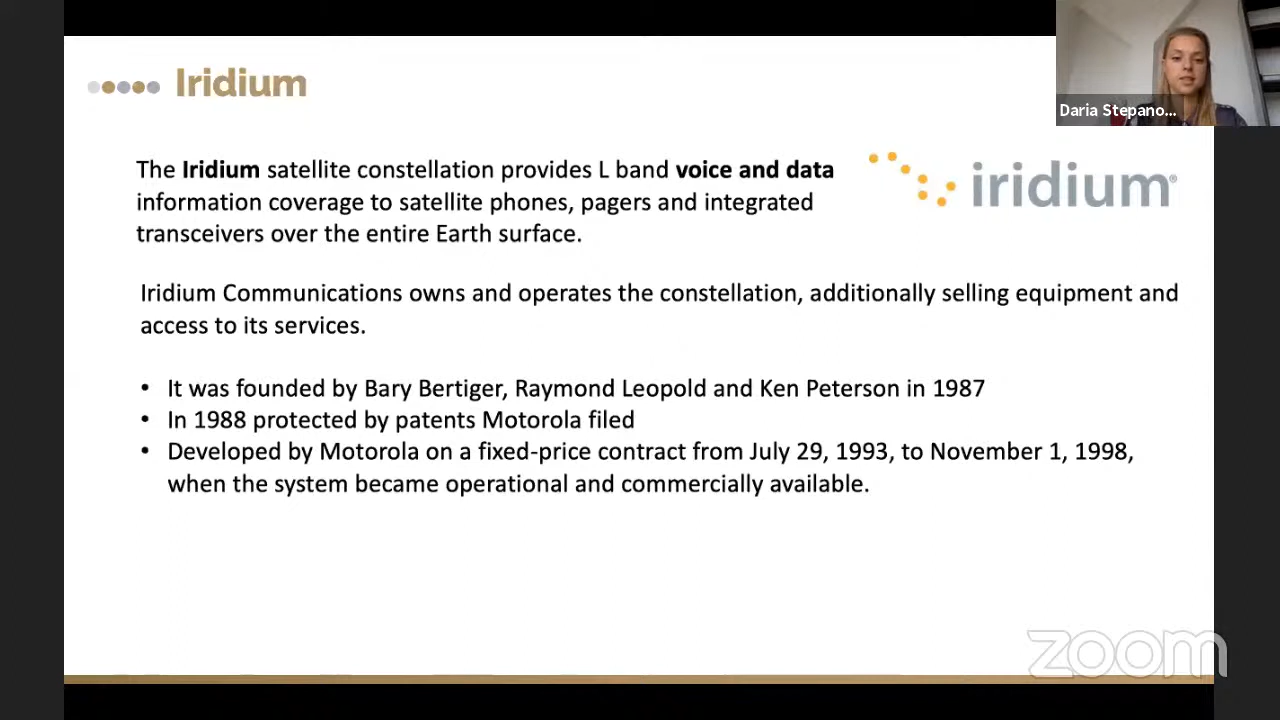 Iridium
Daria Stepano...
The Iridium satellite constellation provides L band voice and data
information coverage to satellite phones, pagers and integrated
transceivers over the entire Earth surface.
iridium®
Iridium Communications owns and operates the constellation, additionally selling equipment and
access to its services.
• It was founded by Bary Bertiger, Raymond Leopold and Ken Peterson in 1987
• In 1988 protected by patents Motorola filed
• Developed by Motorola on a fixed-price contract from July 29, 1993, to November 1, 1998,
when the system became operational and commercially available.
zoom